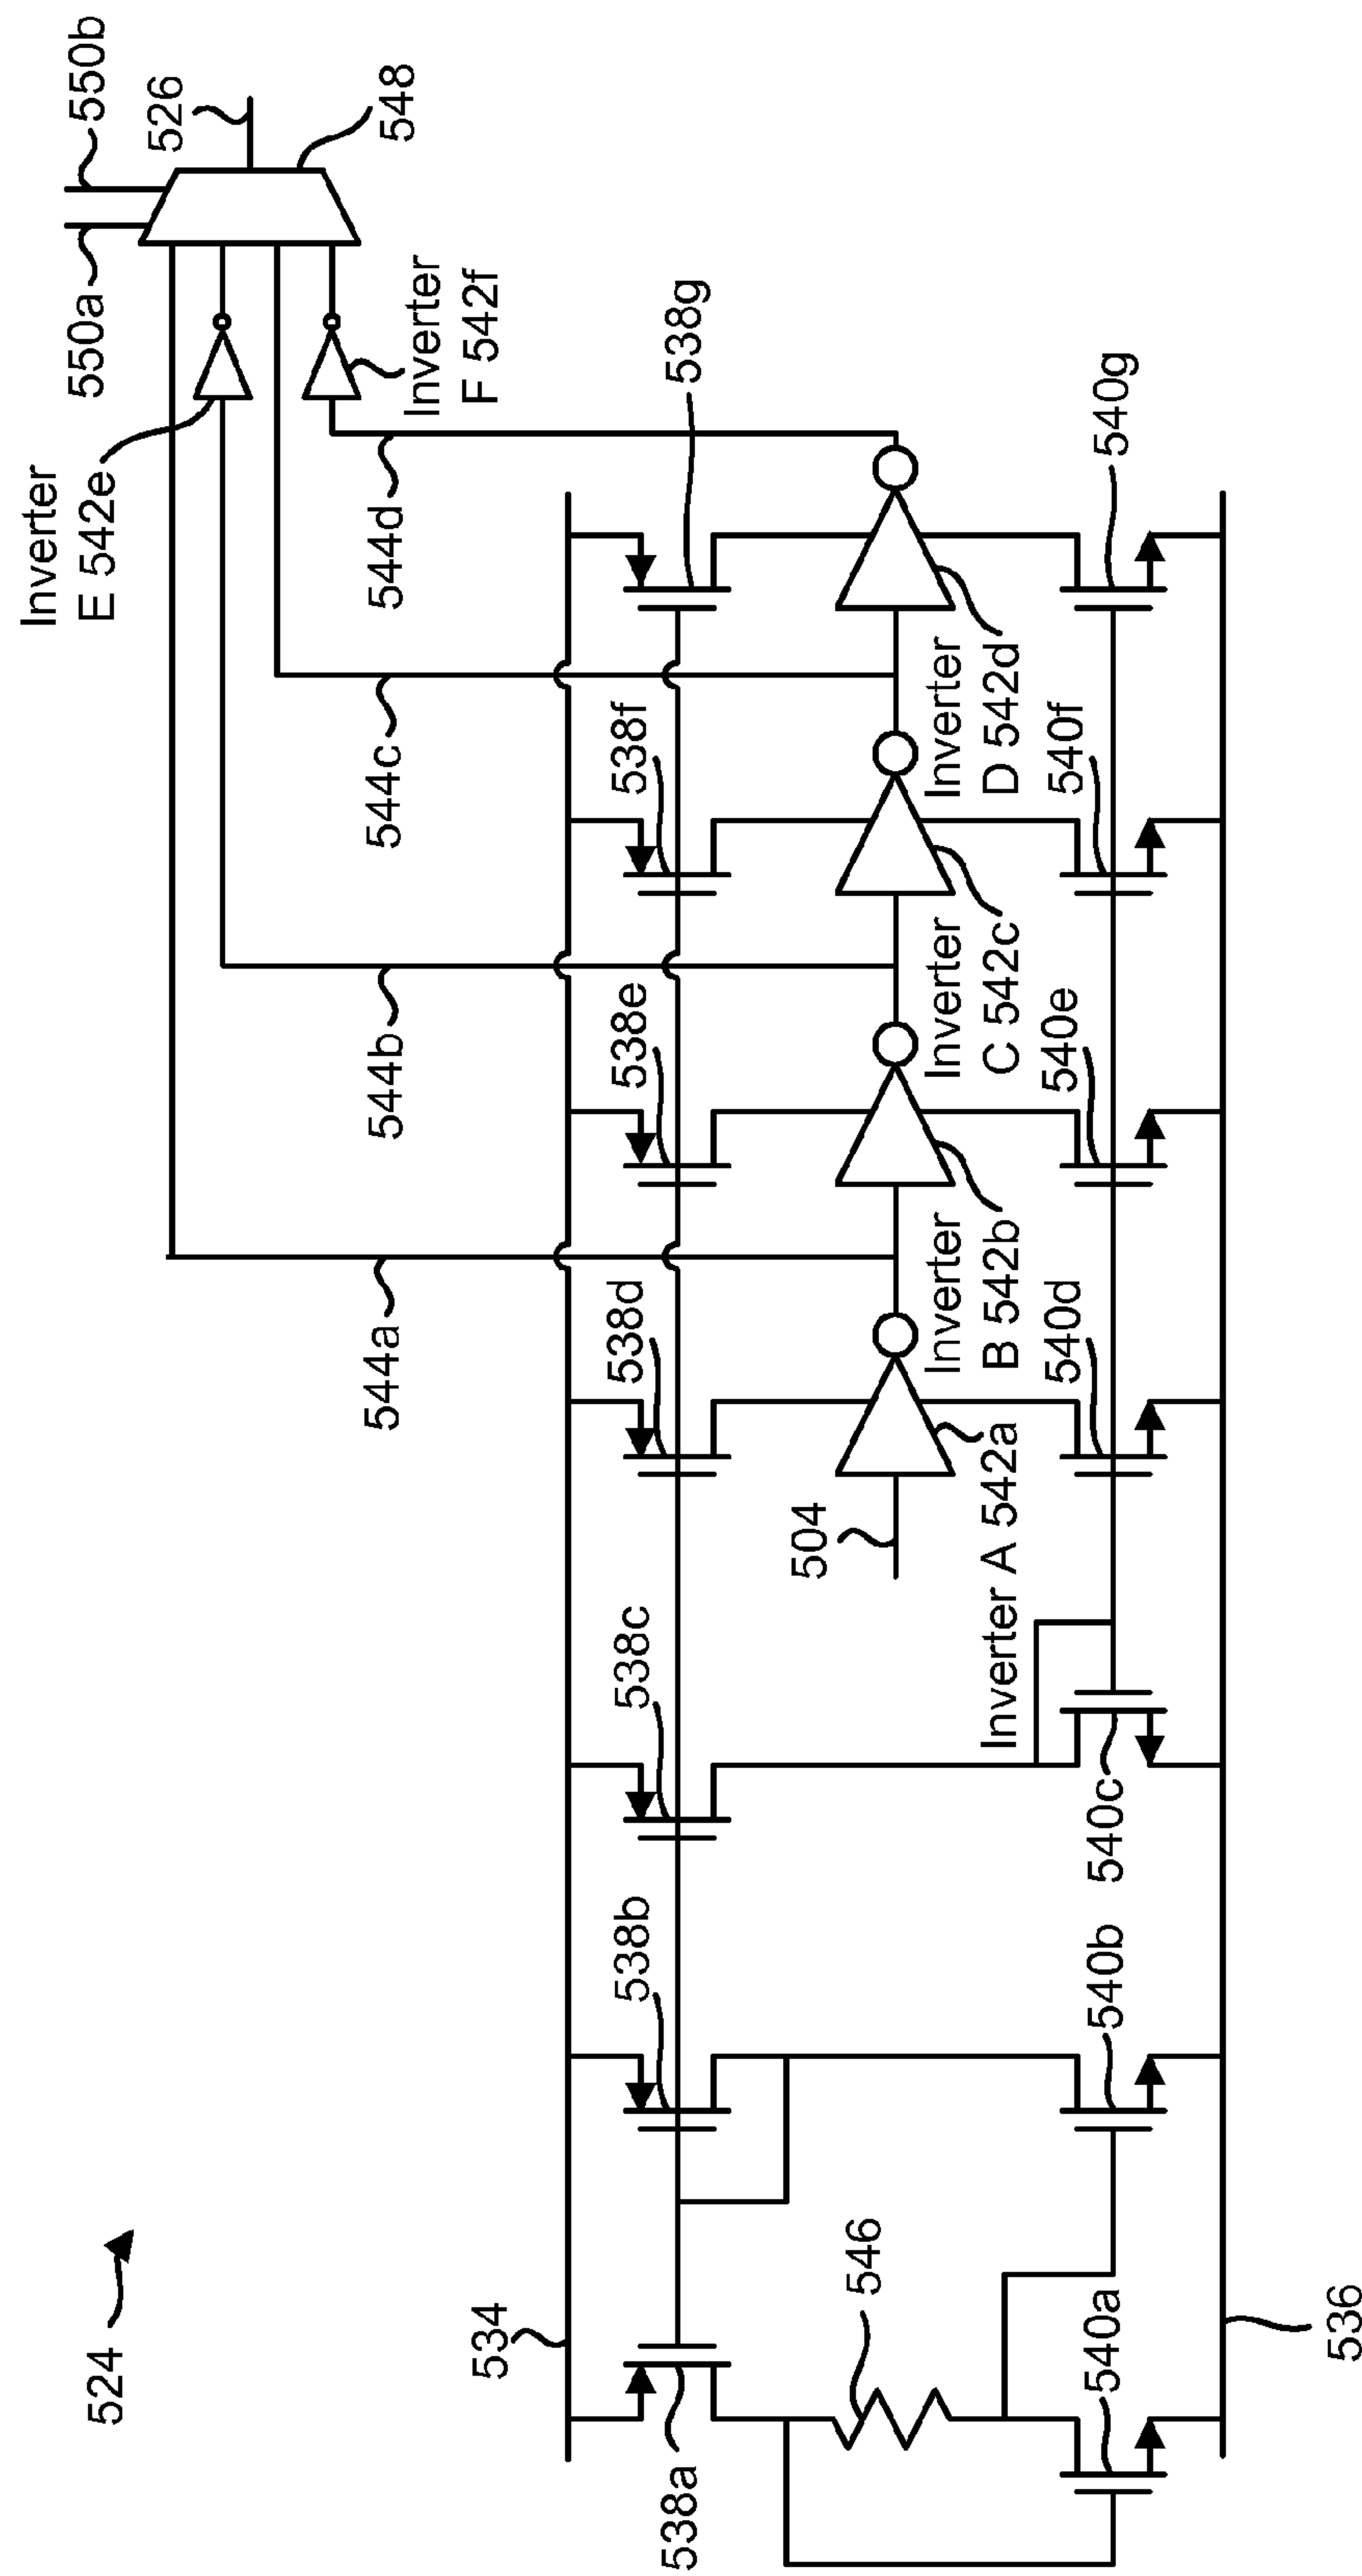 524
534
538a
546
540a
536
538b
540b
538c
540c
504
Inverter A 542a
538d
540d
544a
Inverter
B 542b
538e
540e
544b
Inverter
C 542c
538f
540f
544c
Inverter
D 542d
538g
540g
544d
Inverter
E 542e
Inverter
F 542f
550a
550b
526
548